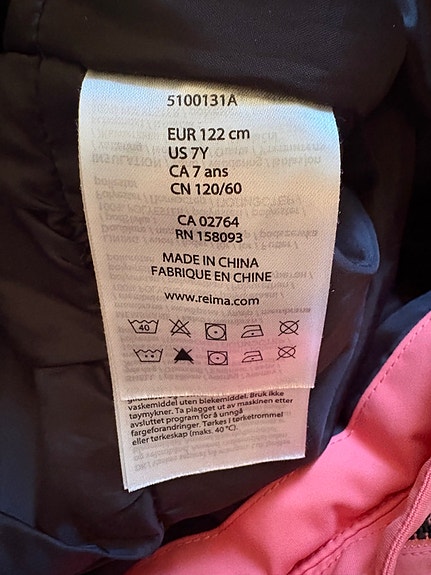 5100131A
EUR 122 cm
US 7Y
CA 7 ans
CN 120/60
CA 02764
RN 158093
MADE IN CHINA
FABRIQUE EN CHINE
www.reima.com
40
vaskemiddel uten blekemiddel. Bruk ikke
tøymykner. Ta plagget ut av maskinen etter
avsluttet program for å unngå
fargeforandringer. Tørkes i tørketrommel
eller tørkeskap (maks. 40 °C).